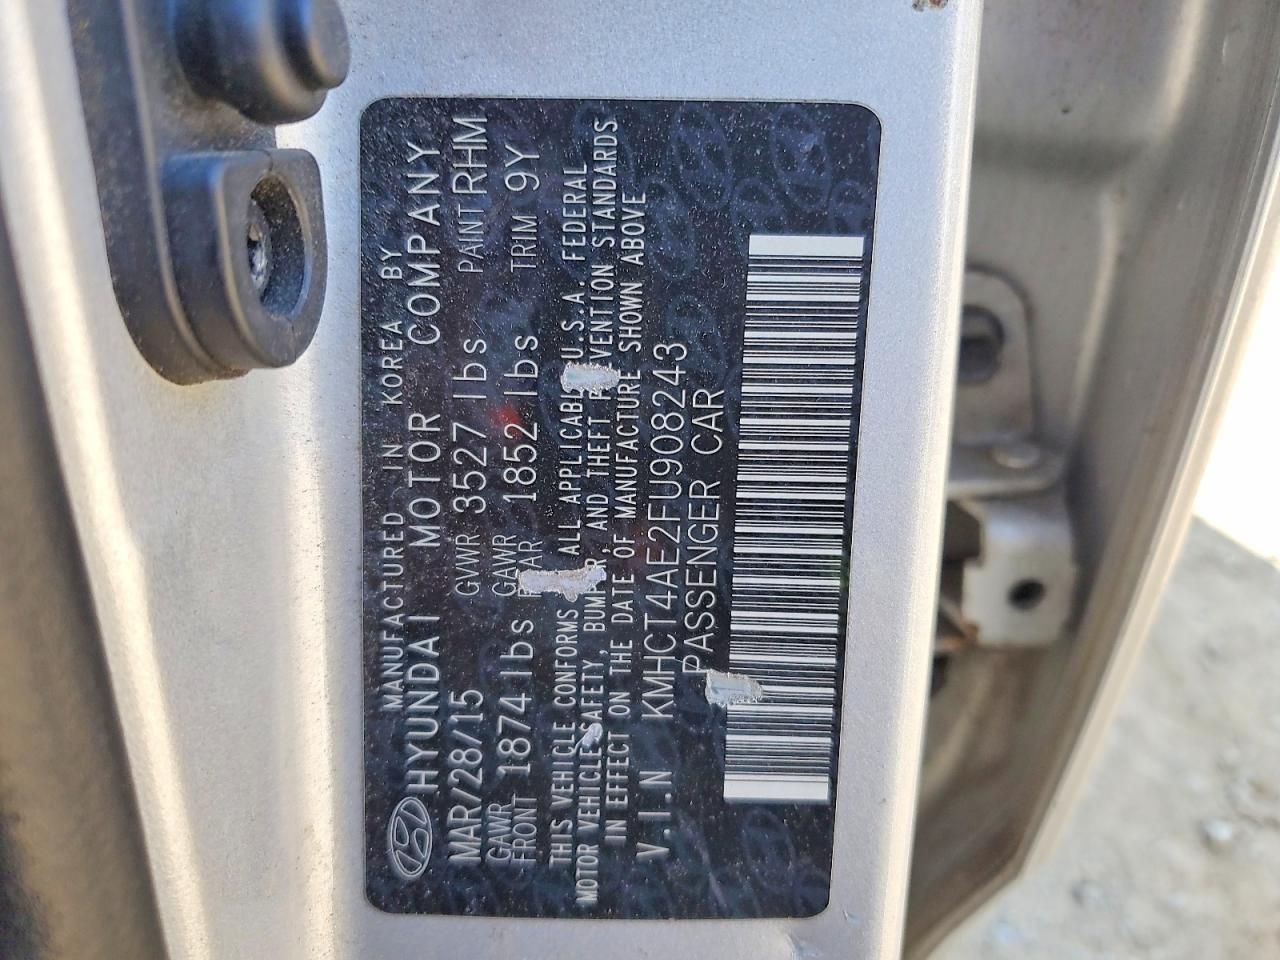 MANUFACTURED IN KOREA BY
HYUNDAI MOTOR COMPANY
MAR/28/15 GVWR 3527 lbs PAINT RHM
GAWR FRONT 1874 lbs GAWR REAR 1852 lbs TRIM 9Y
THIS VEHICLE CONFORMS ALL APPLICABL U.S.A. FEDERAL
MOTOR VEHICLE SAFETY, BUMPER, AND THEFT PREVENTION STANDARDS
IN EFFECT ON THE DATE OF MANUFACTURE SHOWN ABOVE
V.I.N KMHCT4AE2FU908243
PASSENGER CAR